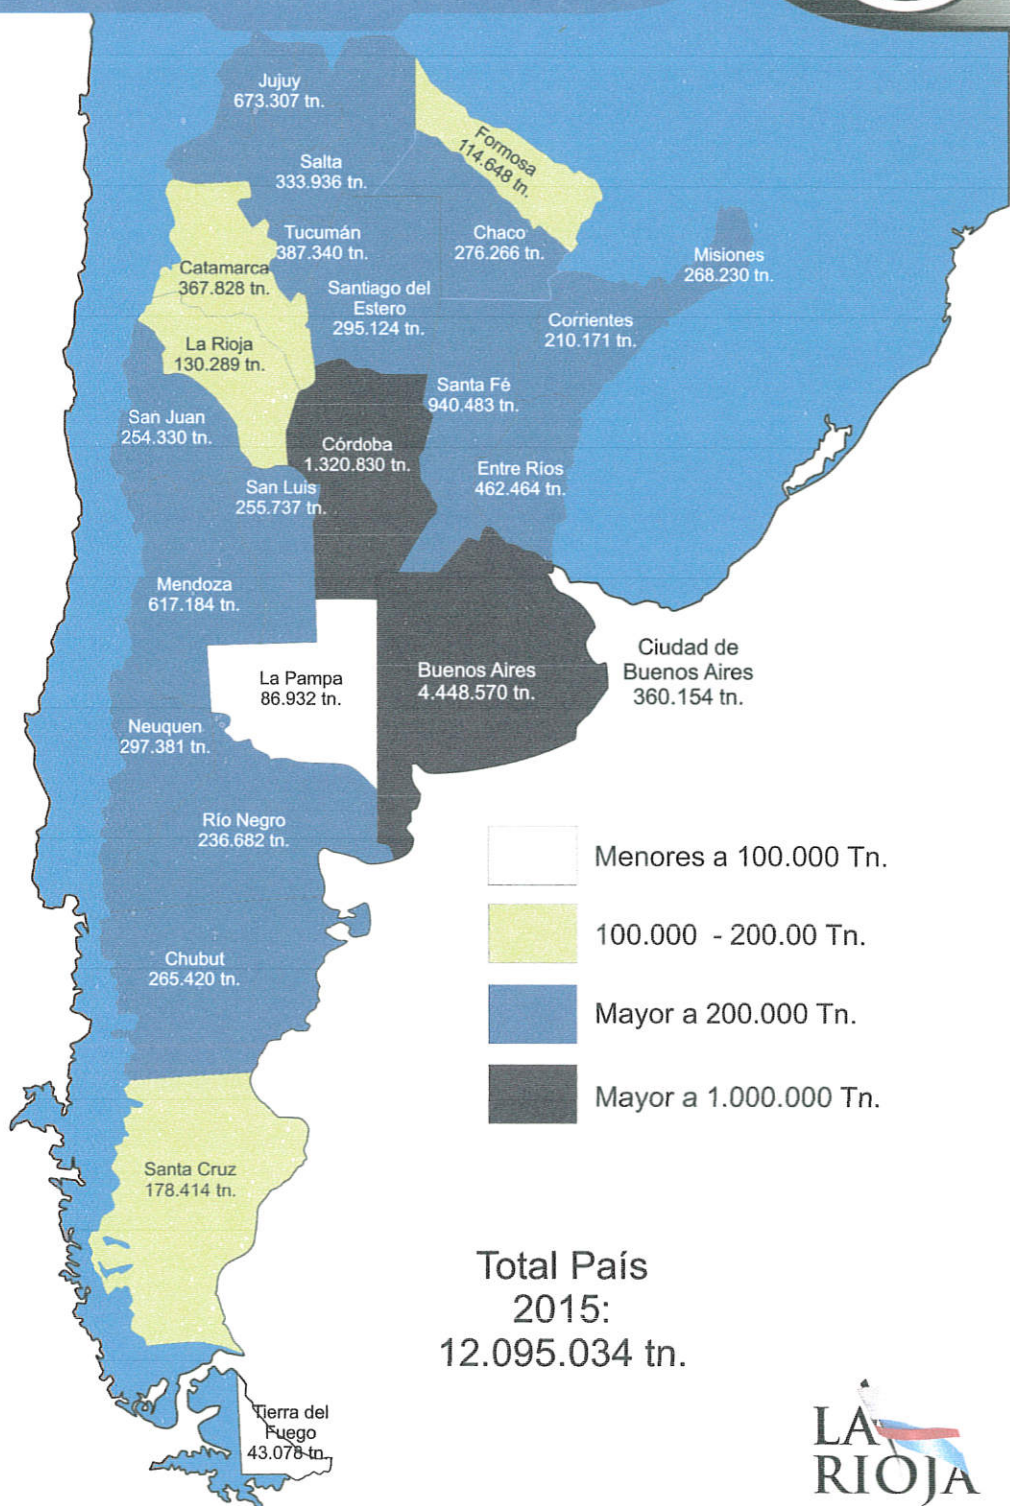 Jujuy
673.307 tn.
Formosa
114.648 tn.
Salta
333.936 tn.
Tucumán
387.340 tn.
Chaco
276.266 tn.
Misiones
268.230 tn.
Catamarca
367.828 tn.
Santiago del
Estero
295.124 tn.
Corrientes
210.171 tn.
La Rioja
130.289 tn.
Santa Fé
940.483 tn.
San Juan
254.330 tn.
Córdoba
1.320.830 tn.
Entre Ríos
462.464 tn.
San Luis
255.737 tn.
Mendoza
617.184 tn.
La Pampa
86.932 tn.
Buenos Aires
4.448.570 tn.
Ciudad de
Buenos Aires
360.154 tn.
Neuquen
297.381 tn.
Río Negro
236.682 tn.
Menores a 100.000 Tn.
100.000 - 200.00 Tn.
Mayor a 200.000 Tn.
Mayor a 1.000.000 Tn.
Chubut
265.420 tn.
Santa Cruz
178.414 tn.
Total País
2015:
12.095.034 tn.
Tierra del
Fuego
43.078 tn.
LA
RIOJA